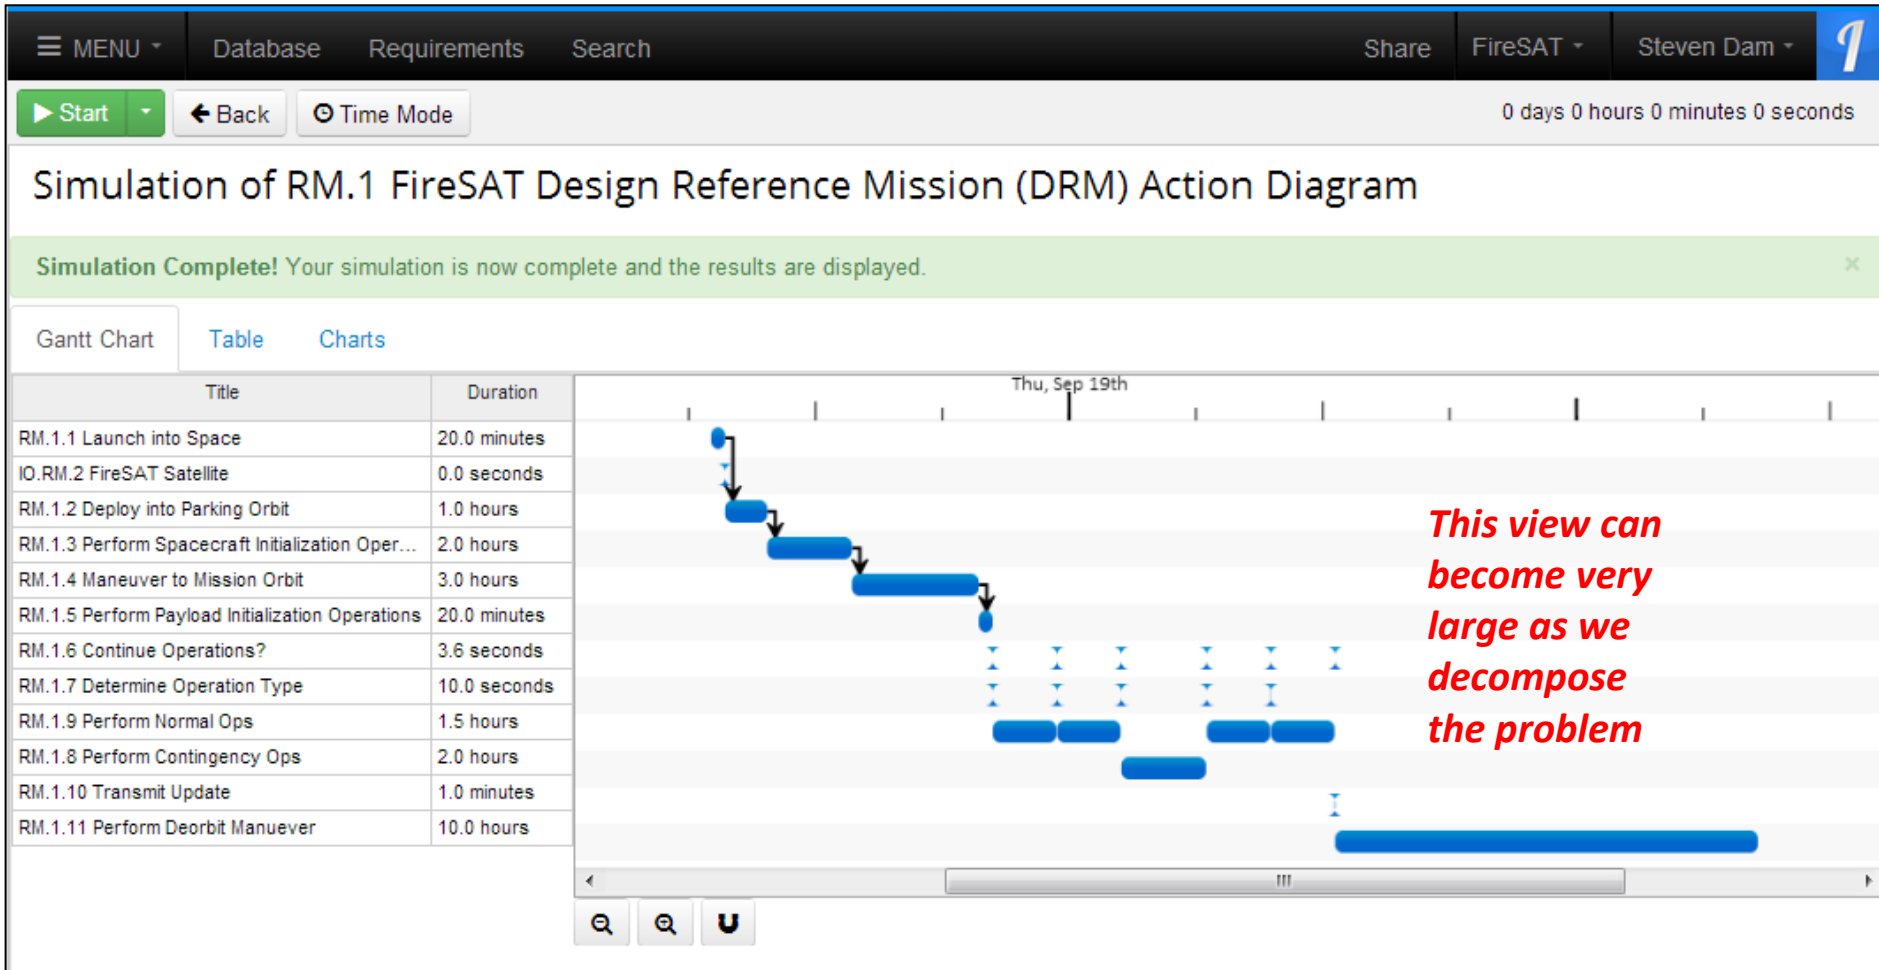 MENU Database Requirements Search Share FireSAT Steven Dam
Start Back Time Mode 0 days 0 hours 0 minutes 0 seconds
Simulation of RM.1 FireSAT Design Reference Mission (DRM) Action Diagram
Simulation Complete! Your simulation is now complete and the results are displayed. ×
Gantt Chart Table Charts
Title Duration Thu, Sep 19th
RM.1.1 Launch into Space 20.0 minutes
IO.RM.2 FireSAT Satellite 0.0 seconds
RM.1.2 Deploy into Parking Orbit 1.0 hours
RM.1.3 Perform Spacecraft Initialization Oper... 2.0 hours
RM.1.4 Maneuver to Mission Orbit 3.0 hours
RM.1.5 Perform Payload Initialization Operations 20.0 minutes
RM.1.6 Continue Operations? 3.6 seconds
RM.1.7 Determine Operation Type 10.0 seconds
RM.1.9 Perform Normal Ops 1.5 hours
RM.1.8 Perform Contingency Ops 2.0 hours
RM.1.10 Transmit Update 1.0 minutes
RM.1.11 Perform Deorbit Manuever 10.0 hours
This view can
become very
large as we
decompose
the problem